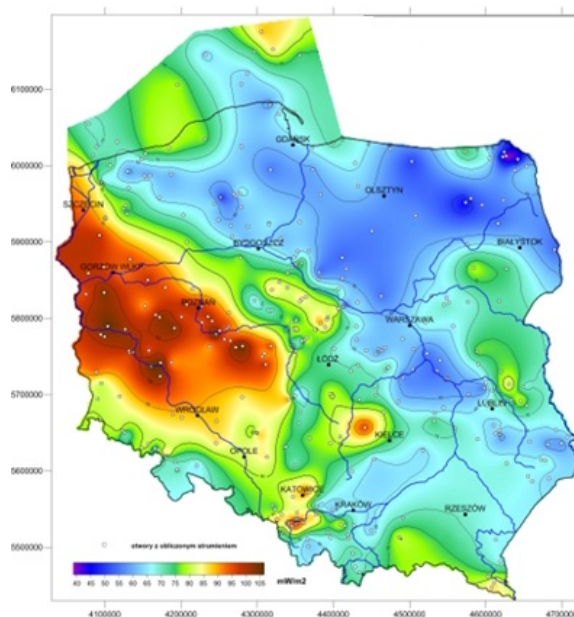 6100000
6000000
5900000
5800000
5700000
5600000
5500000
GDAŃSK
OLSZTYN
SZCZECIN
BYDGOSZCZ
BIAŁYSTOK
GORZÓW WLKP
POZNAŃ
WARSZAWA
ŁÓDŹ
LUBLIN
WROCŁAW
KIELCE
OPOLE
KATOWICE
KRAKÓW
RZESZÓW
otwory z obliczonym strumieniem
40 45 50 55 60 65 70 75 80 85 90 95 100 105 mW/m2
4100000 4200000 4300000 4400000 4500000 4600000 4700000